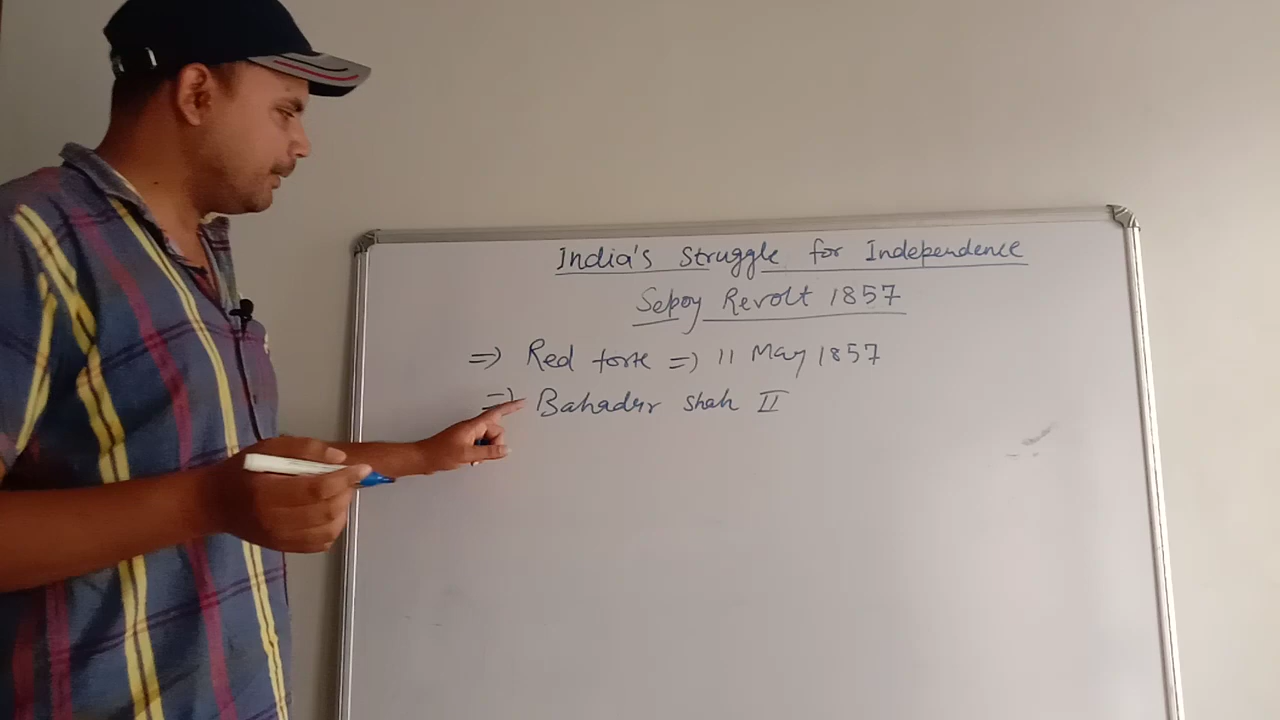 India's Struggle for Independence
Sepoy Revolt 1857
=> Red forte => 11 May 1857
=> Bahadur Shah II